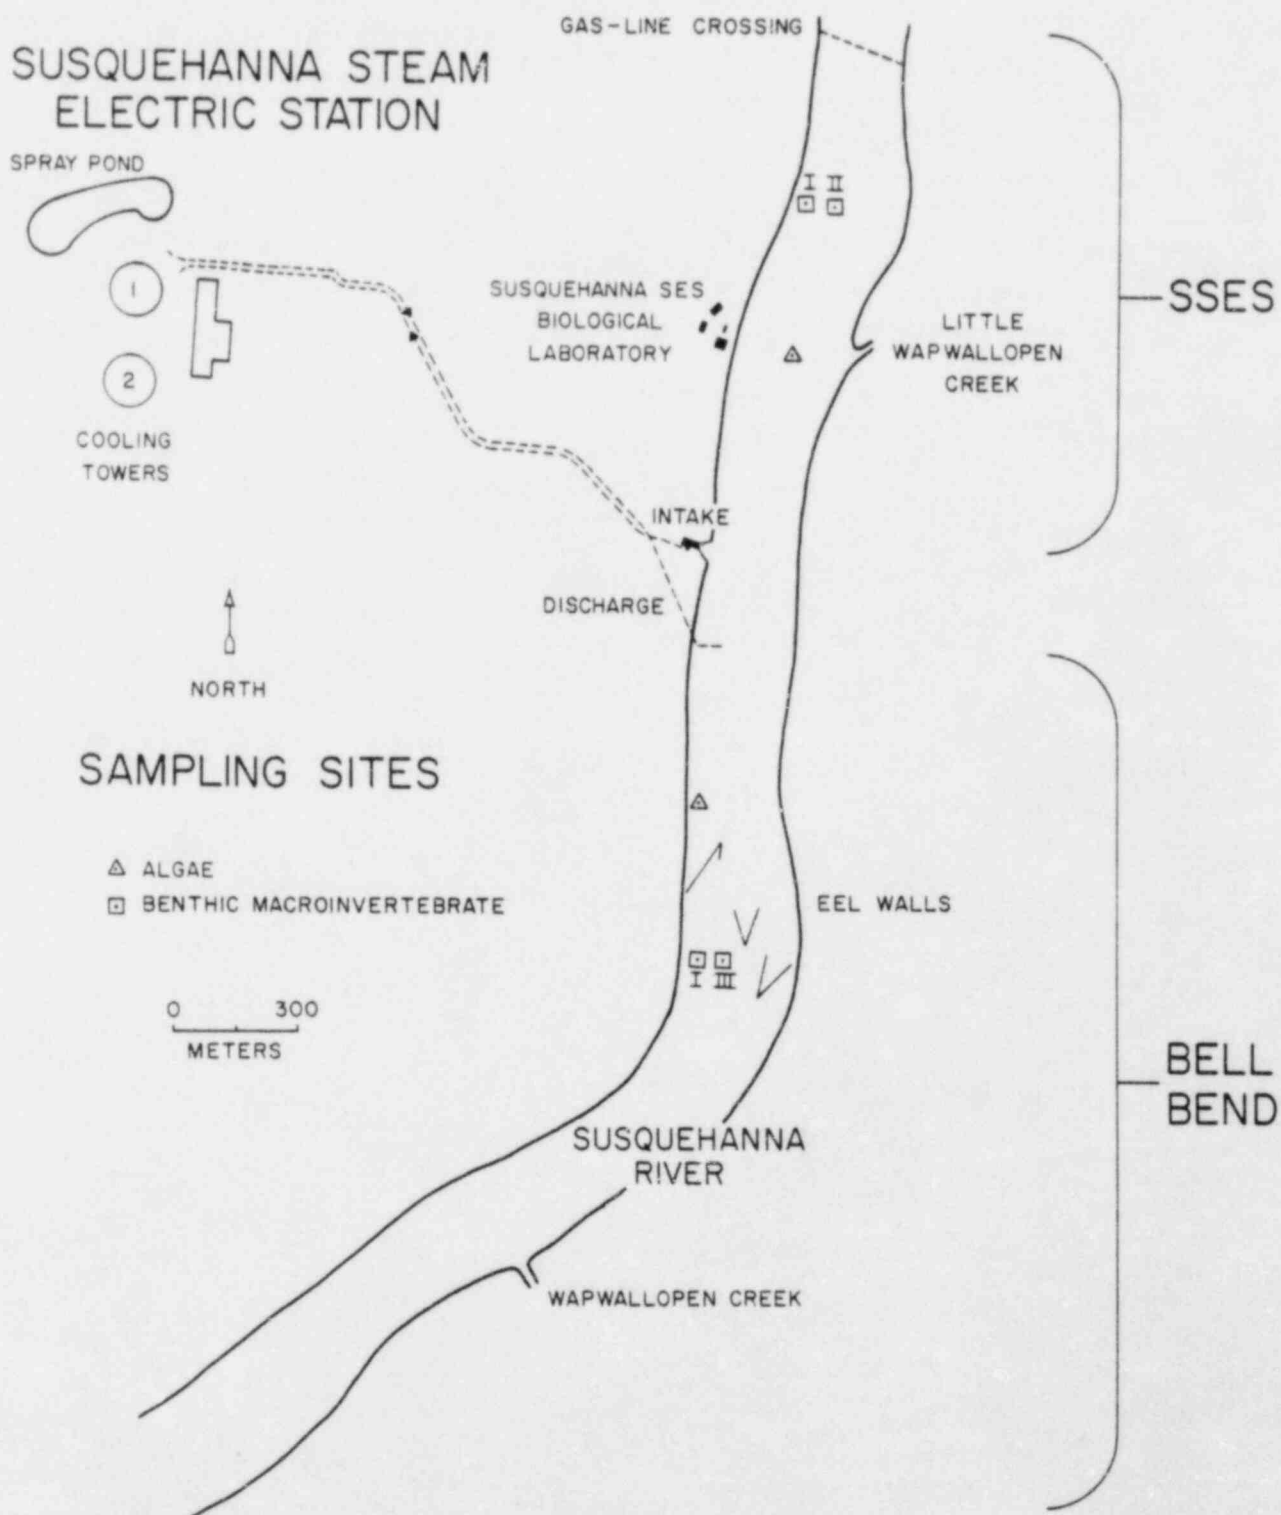 GAS-LINE CROSSING
SUSQUEHANNA STEAM
ELECTRIC STATION
SPRAY POND
I II
1
2
COOLING
TOWERS
SUSQUEHANNA SES
BIOLOGICAL
LABORATORY
LITTLE
WAPWALLOPEN
CREEK
SSES
INTAKE
DISCHARGE
NORTH
SAMPLING SITES
ALGAE
BENTHIC MACROINVERTEBRATE
0 300
METERS
EEL WALLS
I III
BELL
BEND
SUSQUEHANNA
RIVER
WAPWALLOPEN CREEK